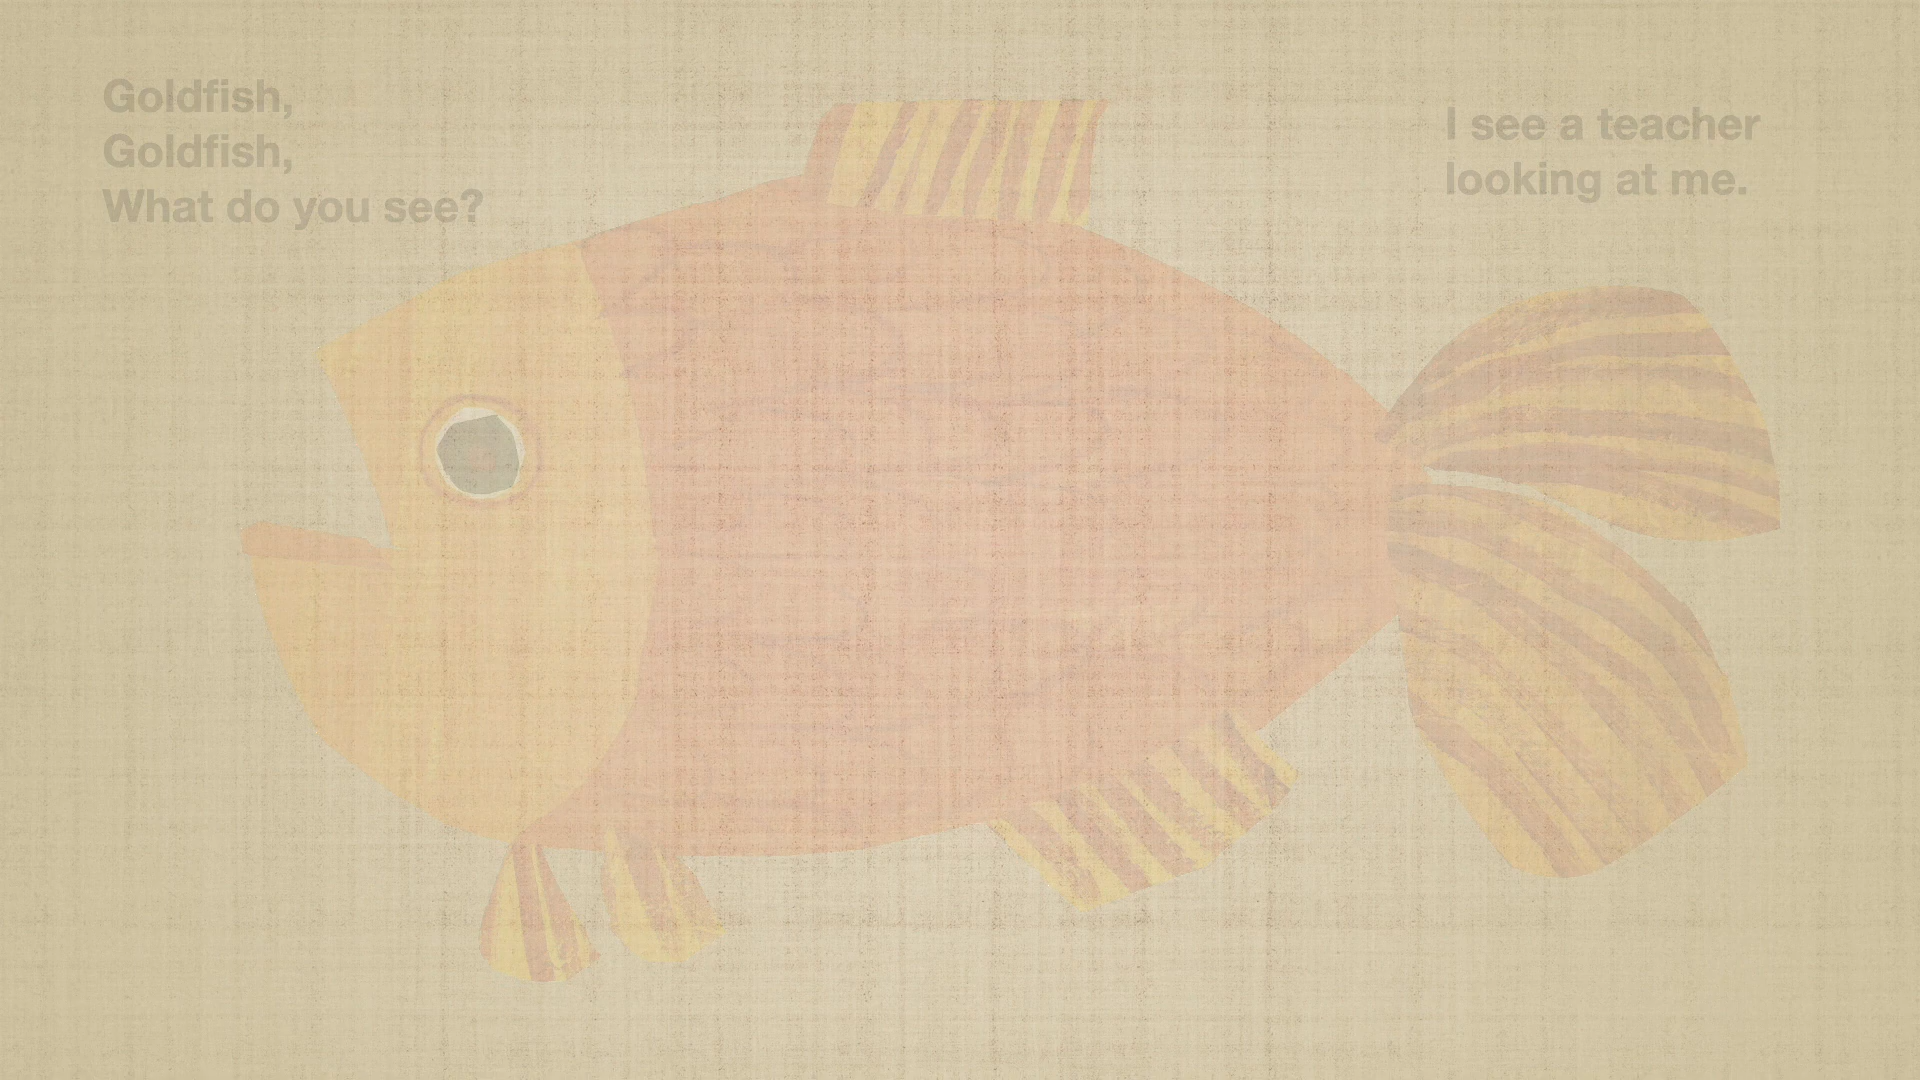 Goldfish,
Goldfish,
What do you see?
I see a teacher
looking at me.